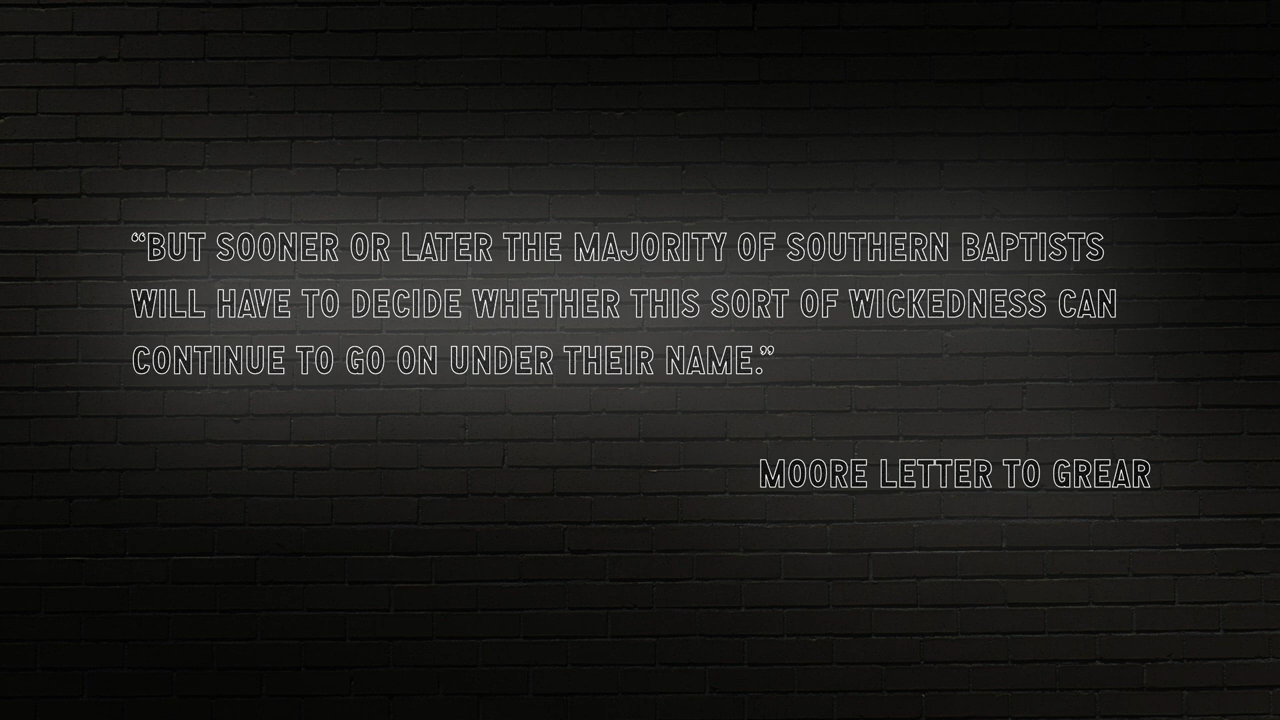 “BUT SOONER OR LATER THE MAJORITY OF SOUTHERN BAPTISTS
WILL HAVE TO DECIDE WHETHER THIS SORT OF WICKEDNESS CAN
CONTINUE TO GO ON UNDER THEIR NAME.”
MOORE LETTER TO GREAR